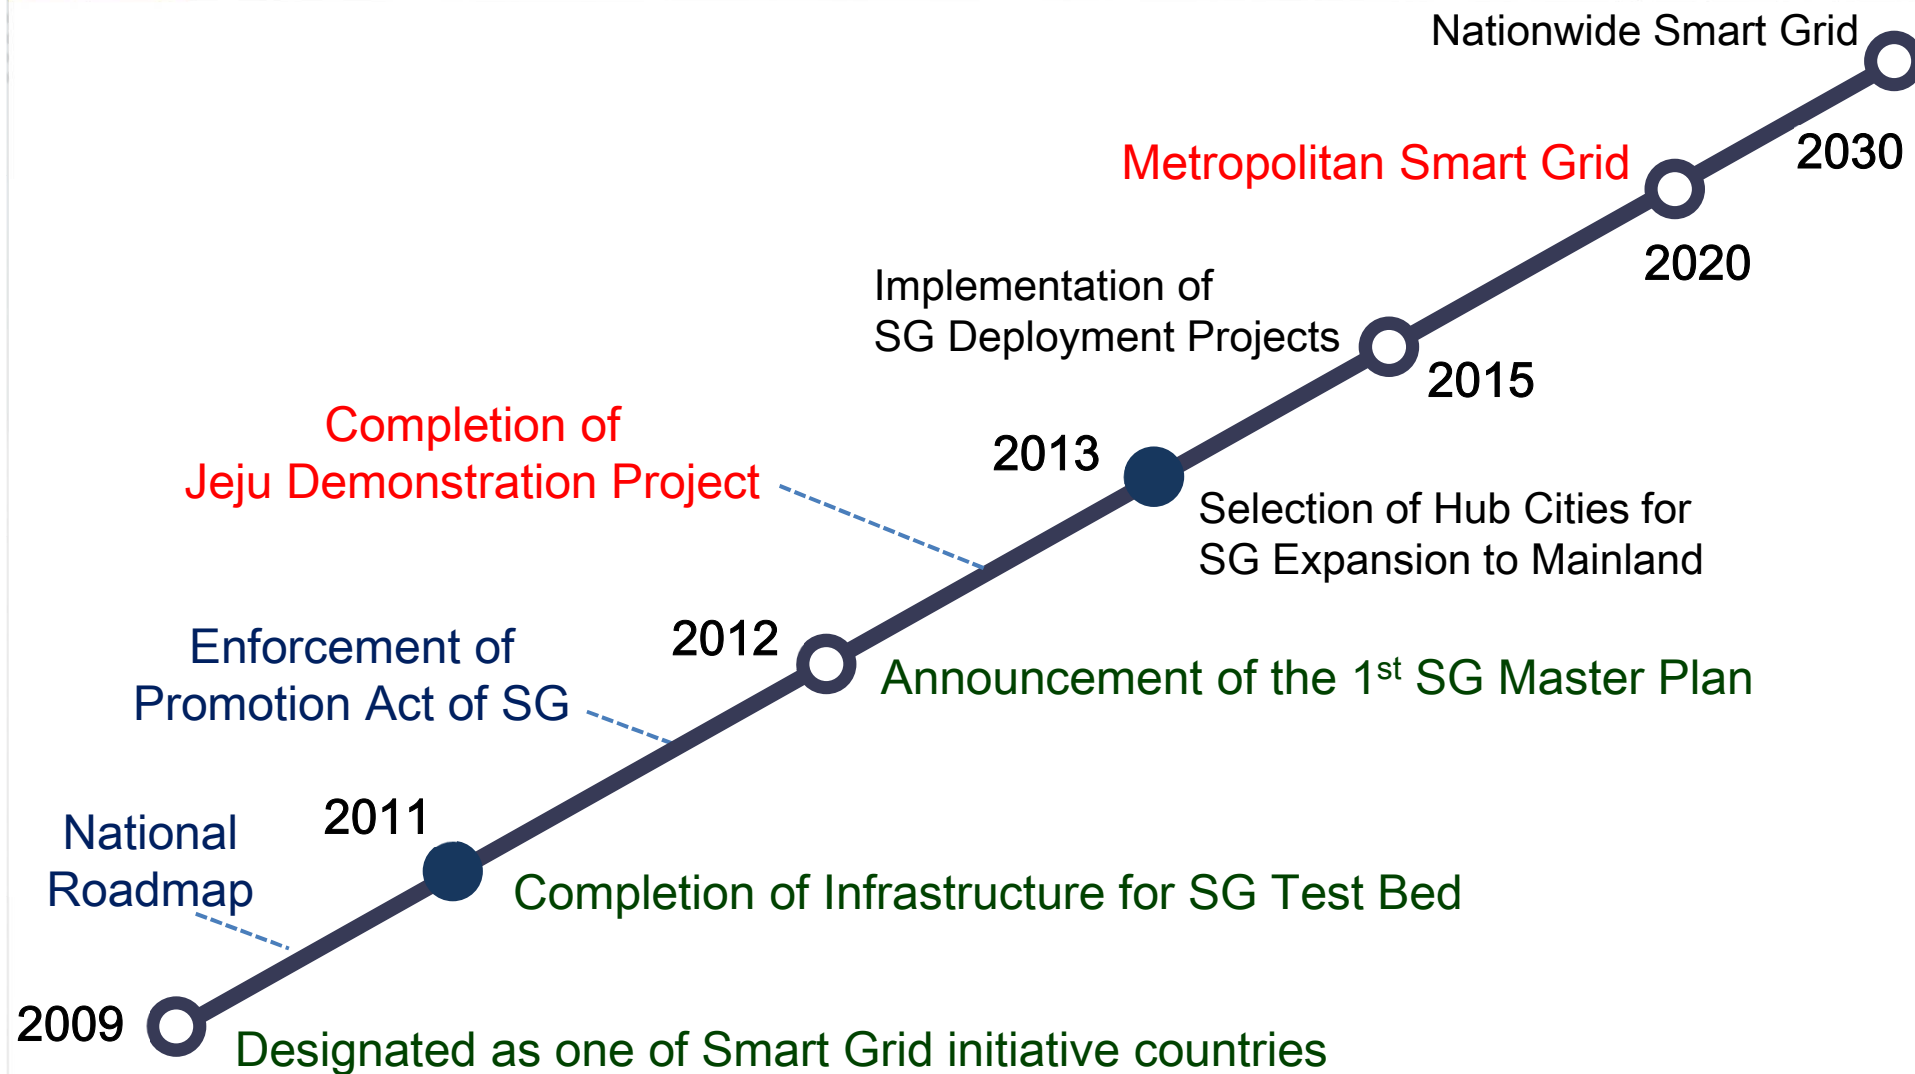 Nationwide Smart Grid
2030
Metropolitan Smart Grid
2020
Implementation of
SG Deployment Projects
2015
Completion of
Jeju Demonstration Project
2013
Selection of Hub Cities for
SG Expansion to Mainland
Enforcement of
Promotion Act of SG
2012
Announcement of the 1st SG Master Plan
National
Roadmap
2011
Completion of Infrastructure for SG Test Bed
2009
Designated as one of Smart Grid initiative countries